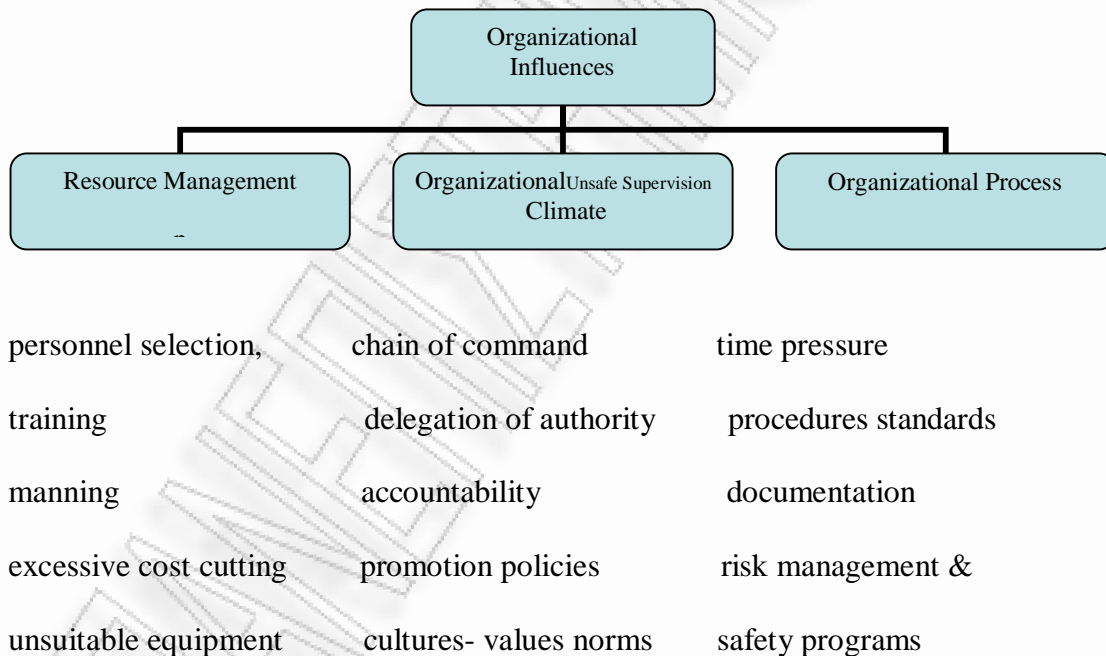 Organizational
Influences
Resource Management
OrganizationalUnsafe Supervision
Climate
Organizational Process
personnel selection, chain of command time pressure
training delegation of authority procedures standards
manning accountability documentation
excessive cost cutting promotion policies risk management &
unsuitable equipment cultures- values norms safety programs